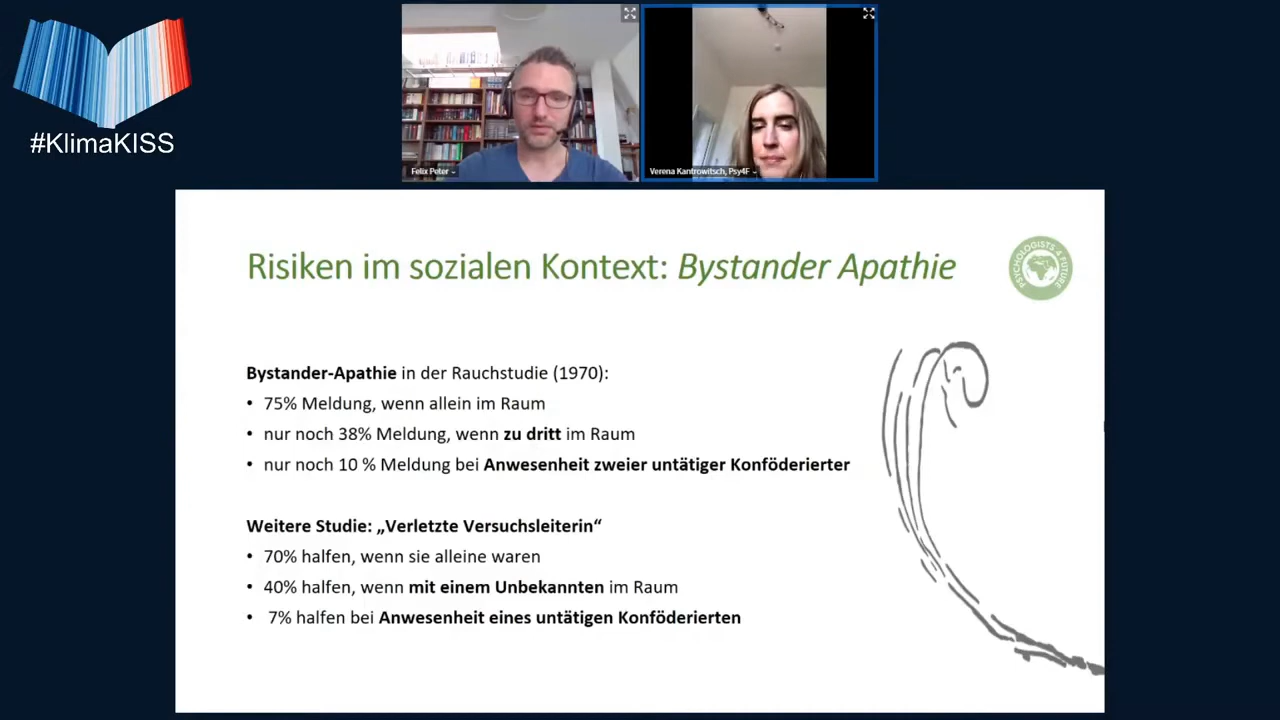 #KlimaKISS
Felix Peter
Verena Kantrowitsch, Psy4F
Risiken im sozialen Kontext: Bystander Apathie
PSYCHOLOGISTS 4 FUTURE
Bystander-Apathie in der Rauchstudie (1970):
• 75% Meldung, wenn allein im Raum
• nur noch 38% Meldung, wenn zu dritt im Raum
• nur noch 10 % Meldung bei Anwesenheit zweier untätiger Konföderierter
Weitere Studie: „Verletzte Versuchsleiterin“
• 70% halfen, wenn sie alleine waren
• 40% halfen, wenn mit einem Unbekannten im Raum
• 7% halfen bei Anwesenheit eines untätigen Konföderierten